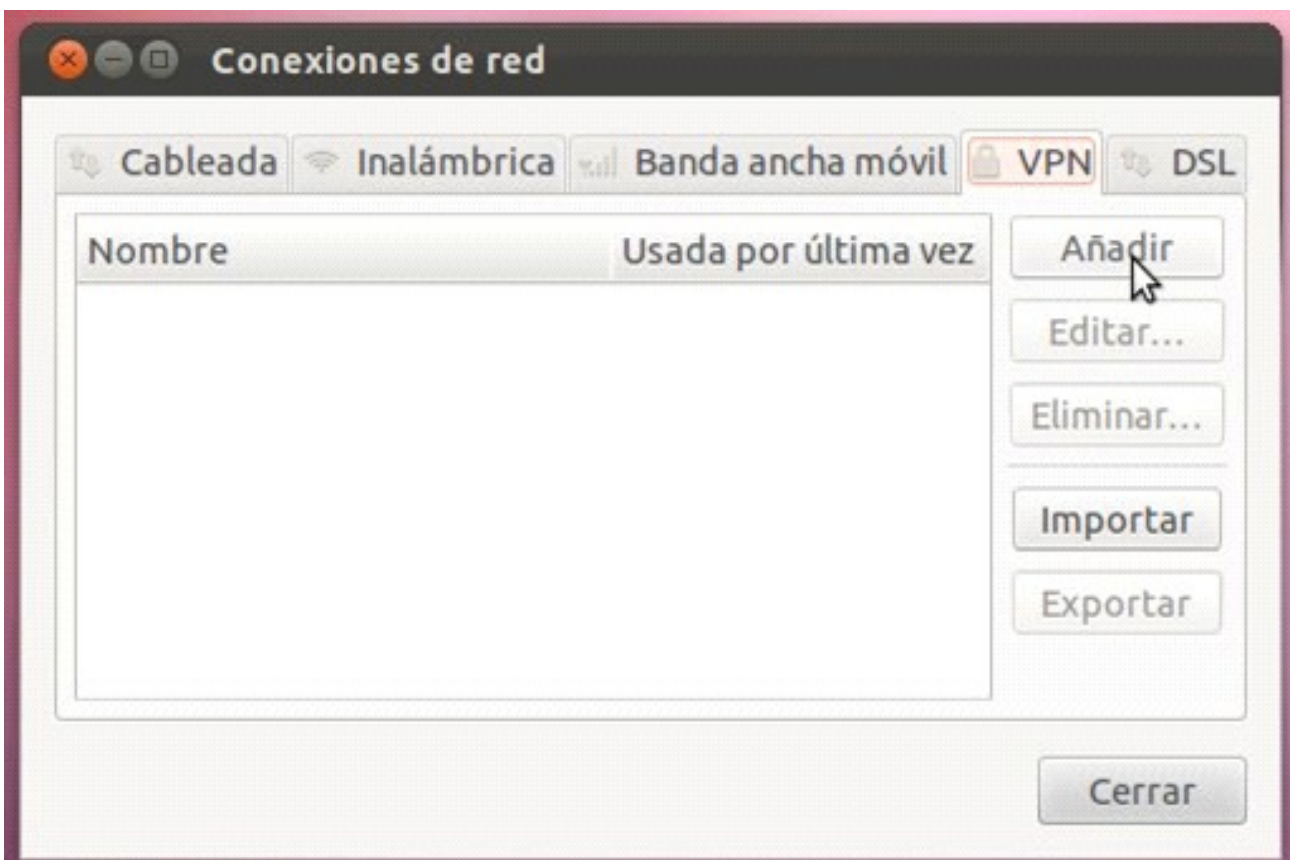 Conexiones de red
Cableada Inalámbrica Banda ancha móvil VPN DSL
Nombre Usada por última vez
Añadir
Editar...
Eliminar...
Importar
Exportar
Cerrar